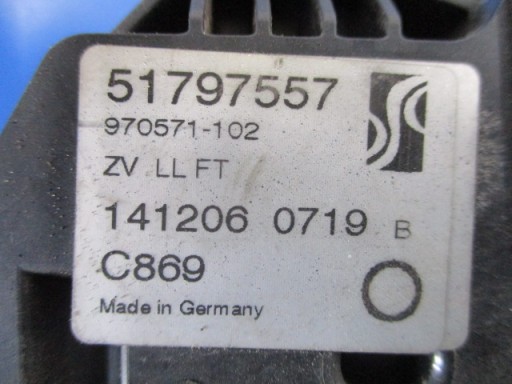 51797557
970571-102
ZV LL FT
141206 0719 B
C869
Made in Germany